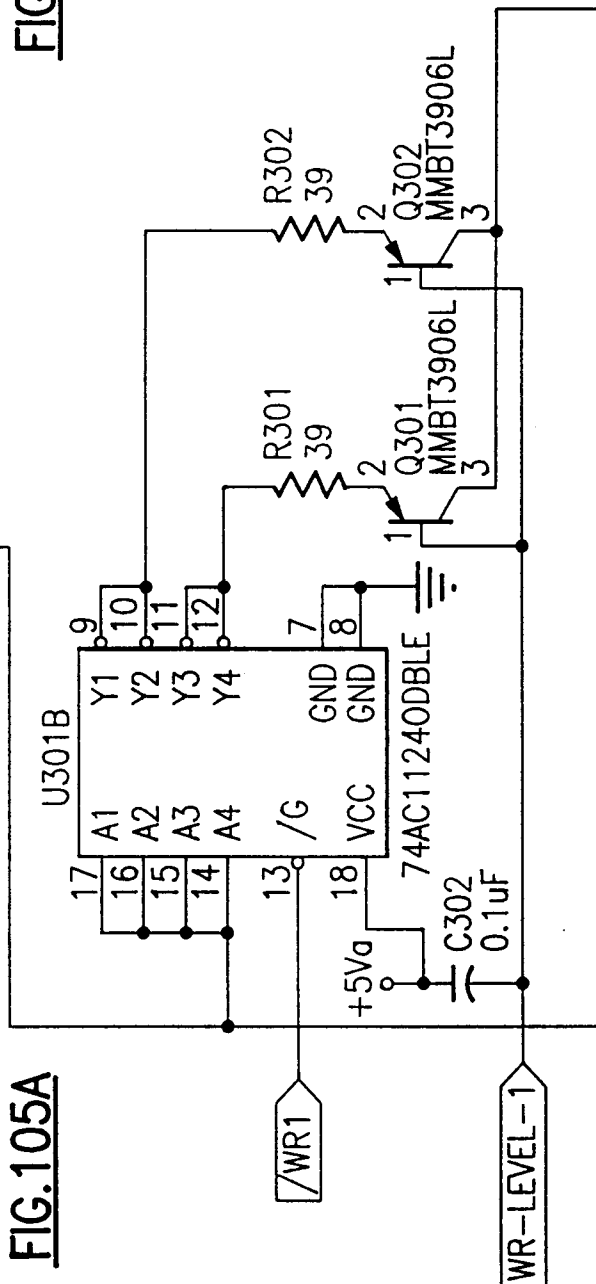 FIG
FIG.105A
U301B
17 A1 Y1 9
16 A2 Y2 10
15 A3 Y3 11
14 A4 Y4 12
13 /G GND 7
18 VCC GND 8
74AC11240DBLE
/WR1
+5Va
C302
0.1uF
WR-LEVEL-1
R301
39
R302
39
1
2
3
Q301
MMBT3906L
1
2
3
Q302
MMBT3906L